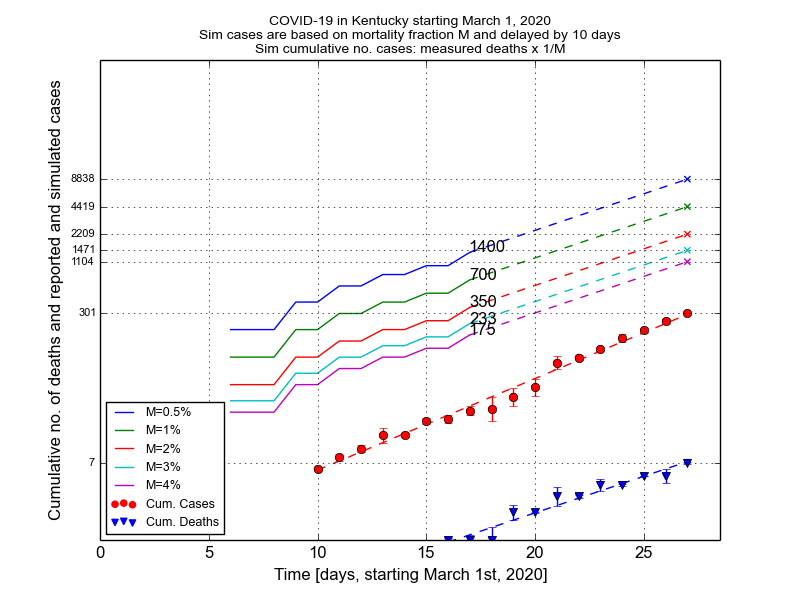 COVID-19 in Kentucky starting March 1, 2020
Sim cases are based on mortality fraction M and delayed by 10 days
Sim cumulative no. cases: measured deaths x 1/M
Cumulative no. of deaths and reported and simulated cases
8838
4419
2209
1471
1104
301
7
1400
700
350
233
175
M=0.5%
M=1%
M=2%
M=3%
M=4%
Cum. Cases
Cum. Deaths
0 5 10 15 20 25
Time [days, starting March 1st, 2020]